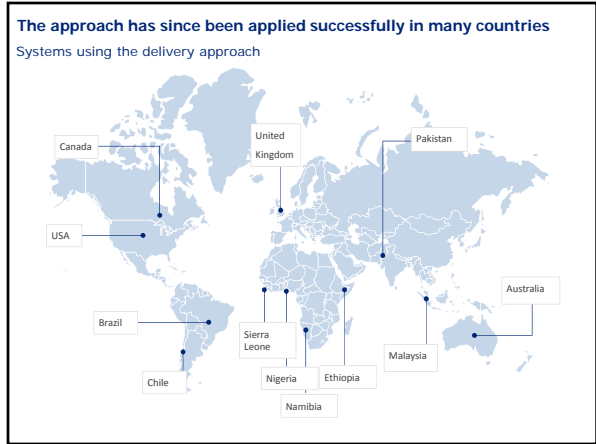 The approach has since been applied successfully in many countries
Systems using the delivery approach
United
Kingdom
Pakistan
Canada
USA
Australia
Brazil
Sierra
Leone
Malaysia
Chile
Nigeria
Ethiopia
Namibia